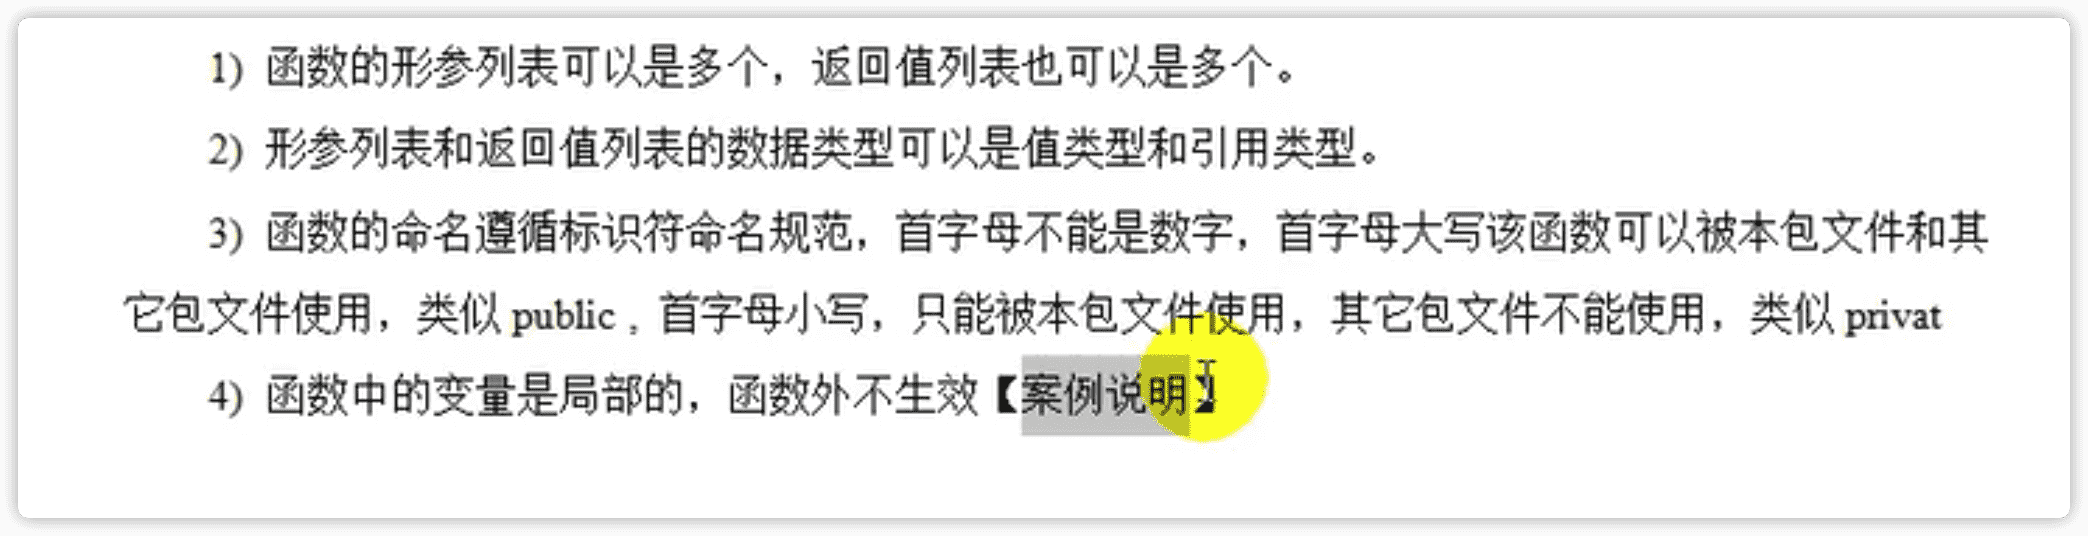 1) 函数的形参列表可以是多个，返回值列表也可以是多个。
2) 形参列表和返回值列表的数据类型可以是值类型和引用类型。
3) 函数的命名遵循标识符命名规范，首字母不能是数字，首字母大写该函数可以被本包文件和其
它包文件使用，类似 public , 首字母小写，只能被本包文件使用，其它包文件不能使用，类似 privat
4) 函数中的变量是局部的，函数外不生效【案例说明】